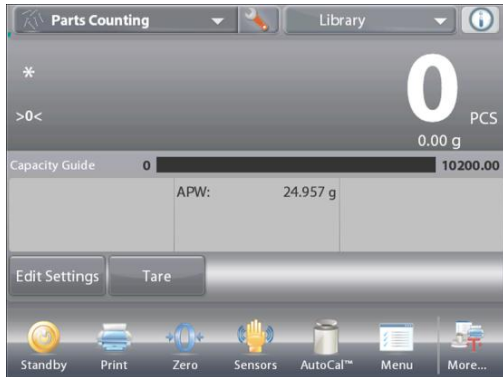 Parts Counting Library
*
0
>0< PCS
0.00 g
Capacity Guide 0 10200.00
APW: 24.957 g
Edit Settings Tare
Standby Print Zero Sensors AutoCal™ Menu More...